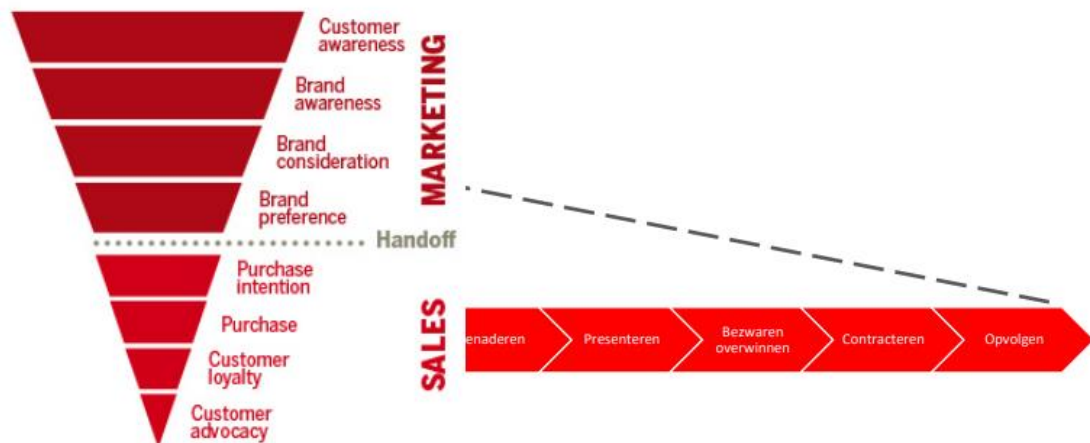 Customer
awareness
Brand
awareness
Brand
consideration
Brand
preference
MARKETING
Handoff
Purchase
intention
Purchase
Customer
loyalty
Customer
advocacy
SALES
enaderen
Presenteren
Bezwaren
overwinnen
Contracteren
Opvolgen